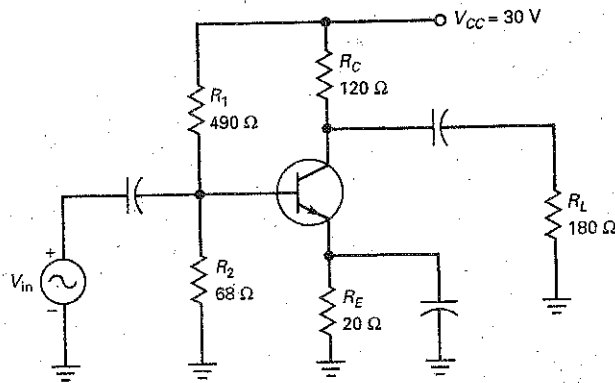 V_CC = 30 V
R_C
120 Ω
R_1
490 Ω
R_L
180 Ω
+
V_in
−
R_2
68 Ω
R_E
20 Ω